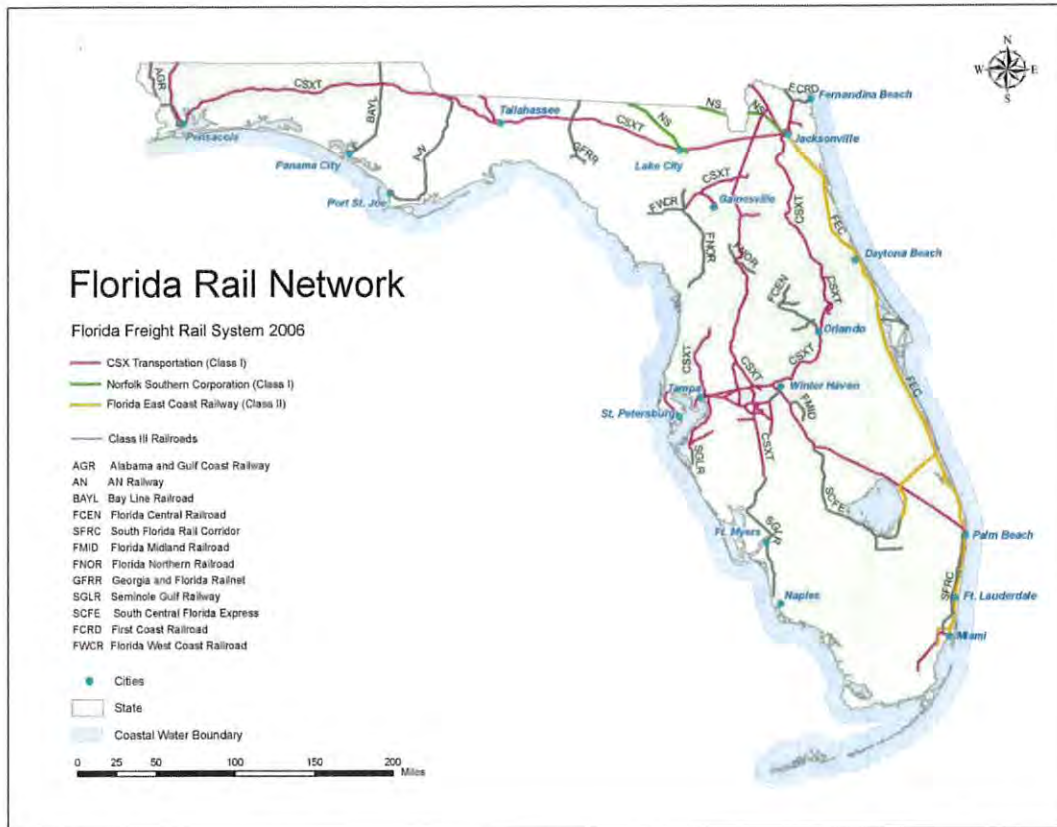 N
W E
S
AGR
CSXT
BAYL
AN
Pensacola
Panama City
Port St. Joe
Tallahassee
GFRR
CSXT
NS
NS
NS
Lake City
FCRD
Fernandina Beach
Jacksonville
CSXT
FWCR
Gainesville
FNOR
FNOR
CSXT
FEC
Daytona Beach
FCEN
CSXT
Orlando
CSXT
CSXT
Tampa
CSXT
Winter Haven
St. Petersburg
FMID
FEC
SGLR
CSXT
SCFE
SGLR
Ft. Myers
Palm Beach
Naples
SFRC
Ft. Lauderdale
Miami
Florida Rail Network
Florida Freight Rail System 2006
CSX Transportation (Class I)
Norfolk Southern Corporation (Class I)
Florida East Coast Railway (Class II)
Class III Railroads
AGR Alabama and Gulf Coast Railway
AN AN Railway
BAYL Bay Line Railroad
FCEN Florida Central Railroad
SFRC South Florida Rail Corridor
FMID Florida Midland Railroad
FNOR Florida Northern Railroad
GFRR Georgia and Florida Railnet
SGLR Seminole Gulf Railway
SCFE South Central Florida Express
FCRD First Coast Railroad
FWCR Florida West Coast Railroad
Cities
State
Coastal Water Boundary
0 25 50 100 150 200
Miles